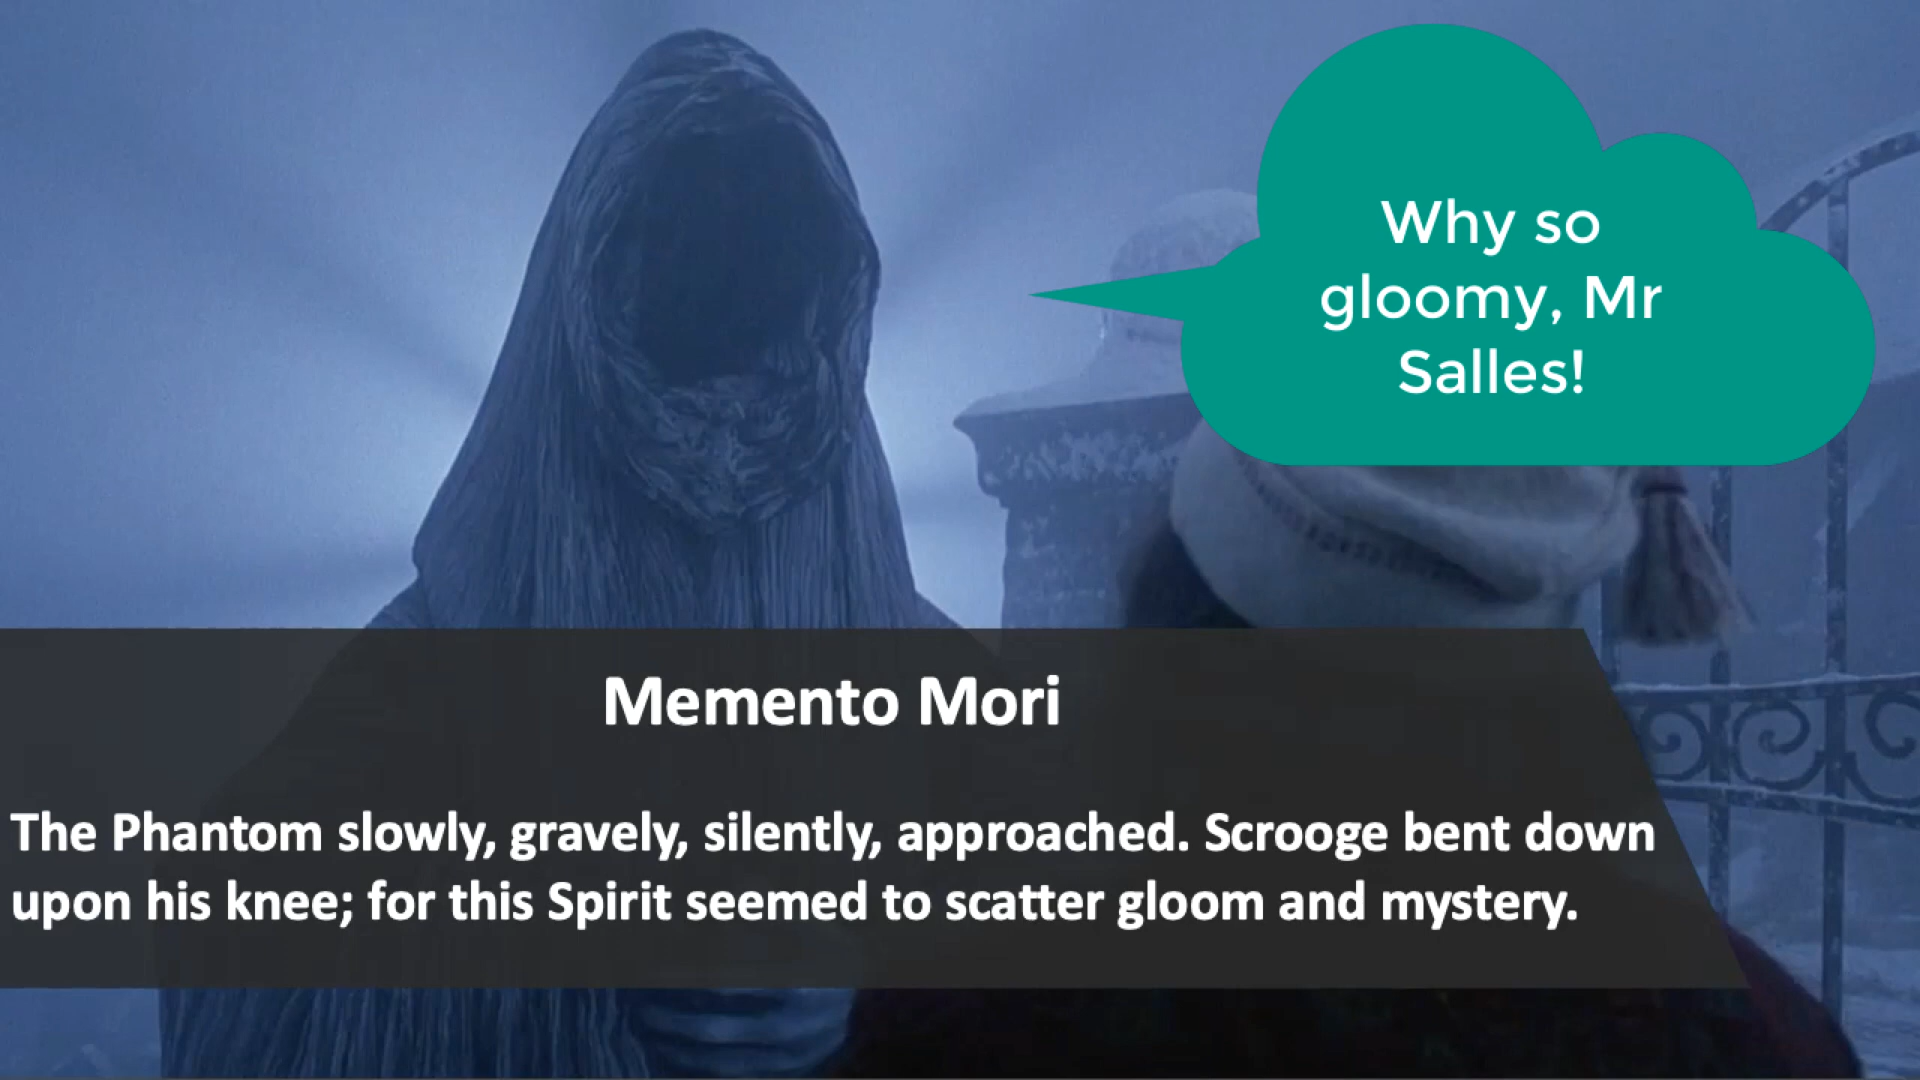 Why so
gloomy, Mr
Salles!
Memento Mori
The Phantom slowly, gravely, silently, approached. Scrooge bent down
upon his knee; for this Spirit seemed to scatter gloom and mystery.